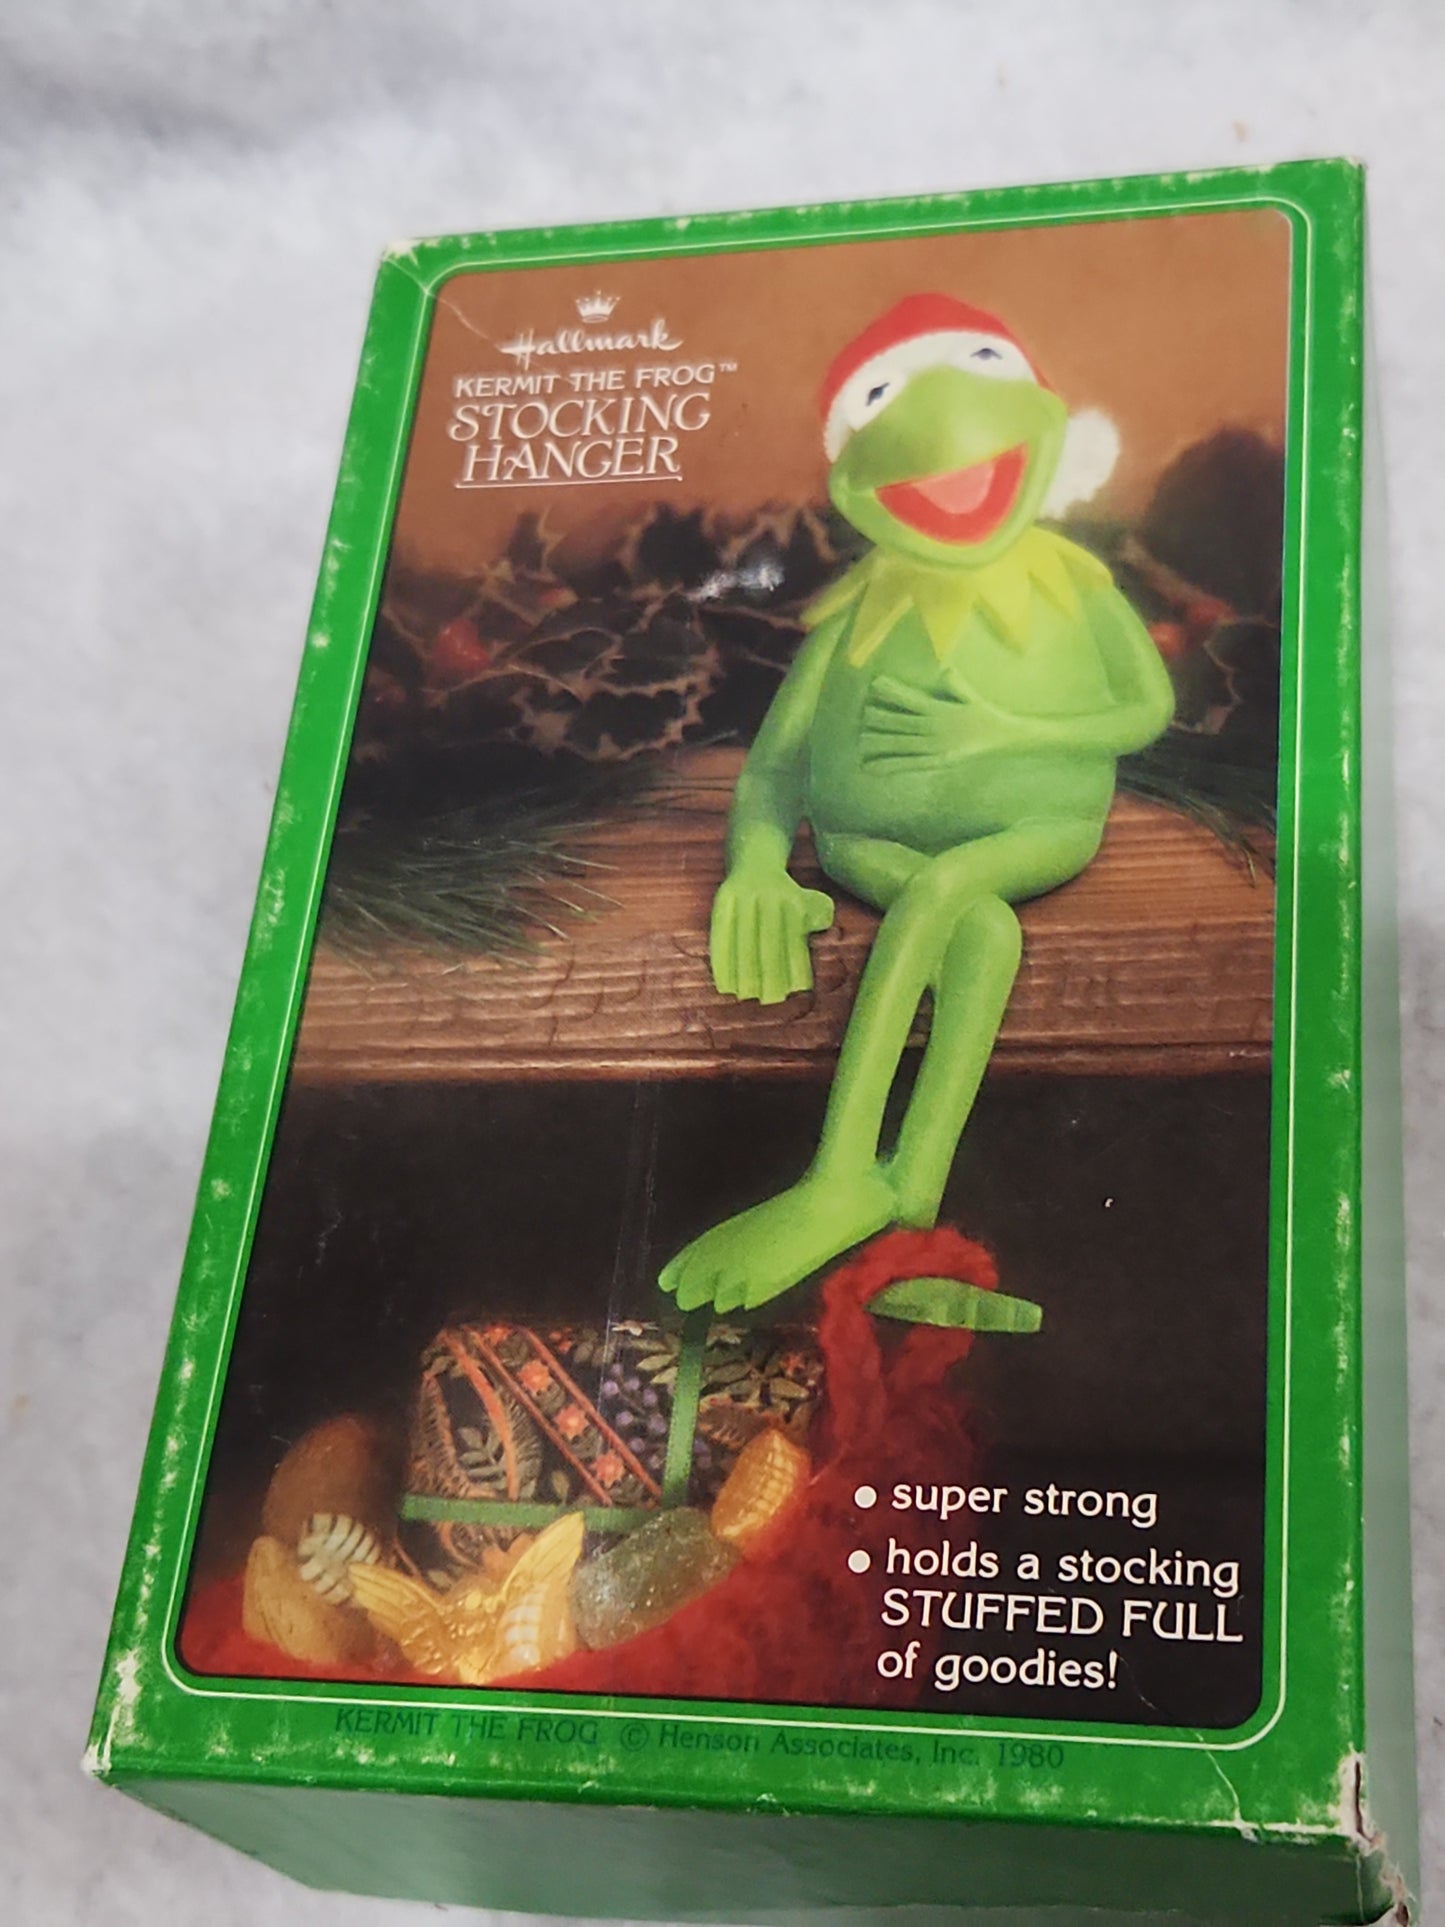 Hallmark
KERMIT THE FROG™
STOCKING
HANGER
• super strong
• holds a stocking
STUFFED FULL
of goodies!
KERMIT THE FROG © Henson Associates, Inc. 1980